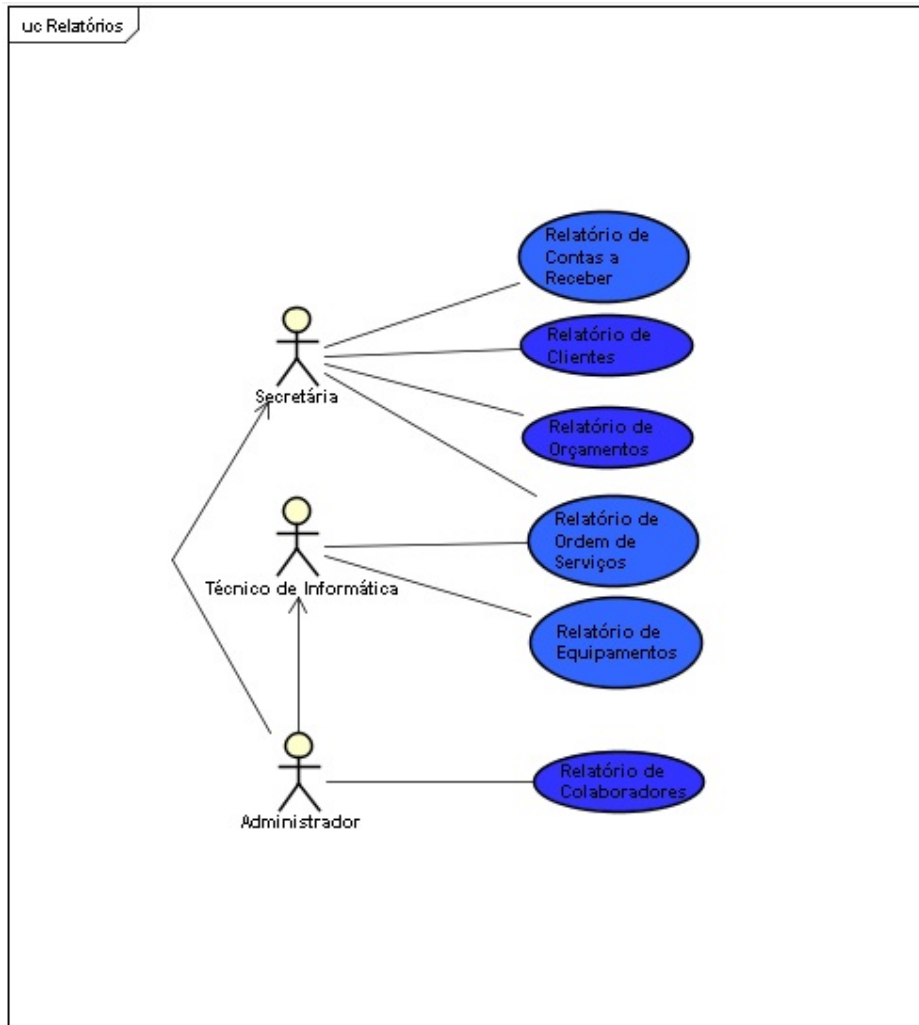 uc Relatórios
Relatório de
Contas a
Receber
Relatório de
Clientes
Secretária
Relatório de
Orçamentos
Relatório de
Ordem de
Serviços
Técnico de Informática
Relatório de
Equipamentos
Relatório de
Colaboradores
Administrador